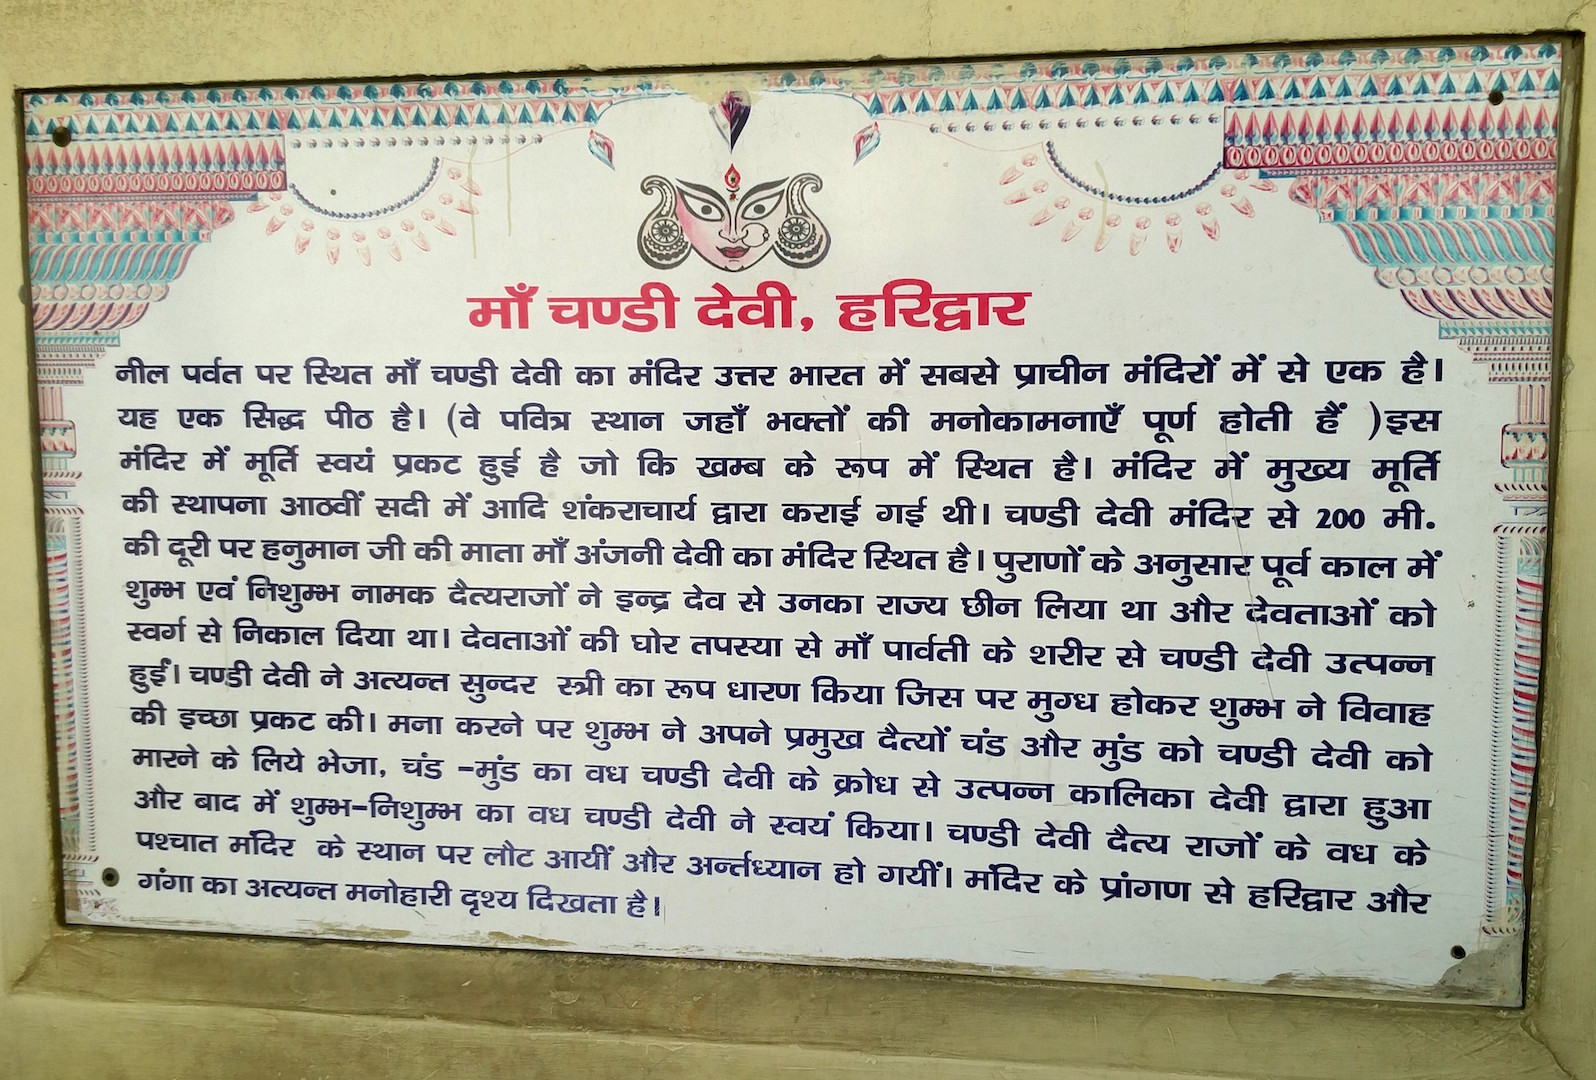 माँ चण्डी देवी, हरिद्वार
नील पर्वत पर स्थित माँ चण्डी देवी का मंदिर उत्तर भारत में सबसे प्राचीन मंदिरों में से एक है।
यह एक सिद्ध पीठ है। (वे पवित्र स्थान जहाँ भक्तों की मनोकामनाएँ पूर्ण होती हैं )इस
मंदिर में मूर्ति स्वयं प्रकट हुई है जो कि खम्ब के रूप में स्थित है। मंदिर में मुख्य मूर्ति
की स्थापना आठवीं सदी में आदि शंकराचार्य द्वारा कराई गई थी। चण्डी देवी मंदिर से 200 मी.
की दूरी पर हनुमान जी की माता माँ अंजनी देवी का मंदिर स्थित है। पुराणों के अनुसार पूर्व काल में
शुम्भ एवं निशुम्भ नामक दैत्यराजों ने इन्द्र देव से उनका राज्य छीन लिया था और देवताओं को
स्वर्ग से निकाल दिया था। देवताओं की घोर तपस्या से माँ पार्वती के शरीर से चण्डी देवी उत्पन्न
हुईं। चण्डी देवी ने अत्यन्त सुन्दर स्त्री का रूप धारण किया जिस पर मुग्ध होकर शुम्भ ने विवाह
की इच्छा प्रकट की। मना करने पर शुम्भ ने अपने प्रमुख दैत्यों चंड और मुंड को चण्डी देवी को
मारने के लिये भेजा, चंड -मुंड का वध चण्डी देवी के क्रोध से उत्पन्न कालिका देवी द्वारा हुआ
और बाद में शुम्भ-निशुम्भ का वध चण्डी देवी ने स्वयं किया। चण्डी देवी दैत्य राजों के वध के
पश्चात मंदिर के स्थान पर लौट आयीं और अर्न्तध्यान हो गयीं। मंदिर के प्रांगण से हरिद्वार और
गंगा का अत्यन्त मनोहारी दृश्य दिखता है।